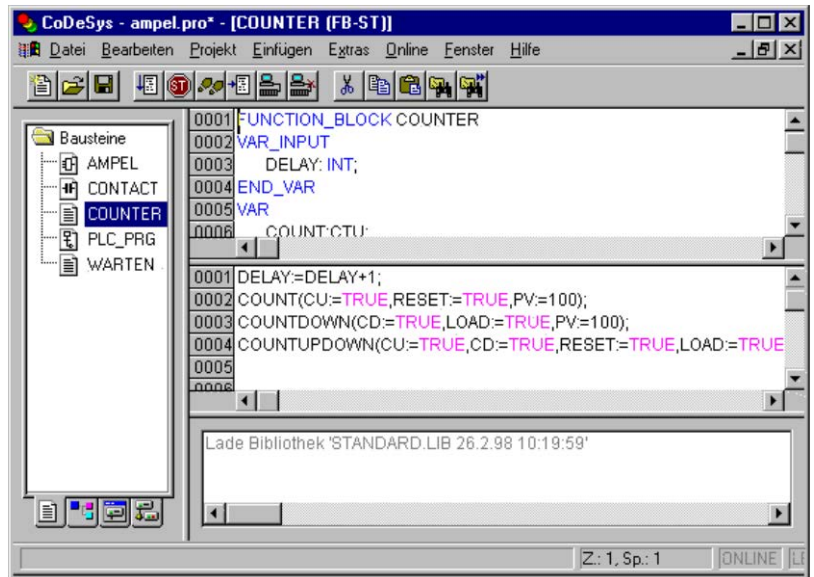 CoDeSys - ampel.pro* - [COUNTER (FB-ST)]
Datei Bearbeiten Projekt Einfügen Extras Online Fenster Hilfe
Bausteine
AMPEL
CONTACT
COUNTER
PLC_PRG
WARTEN
0001 FUNCTION_BLOCK COUNTER
0002 VAR_INPUT
0003 DELAY: INT;
0004 END_VAR
0005 VAR
0006 COUNT:CTU;
0001 DELAY:=DELAY+1;
0002 COUNT(CU:=TRUE,RESET:=TRUE,PV:=100);
0003 COUNTDOWN(CD:=TRUE,LOAD:=TRUE,PV:=100);
0004 COUNTUPDOWN(CU:=TRUE,CD:=TRUE,RESET:=TRUE,LOAD:=TRUE
0005
0006
Lade Bibliothek 'STANDARD.LIB 26.2.98 10:19:59'
Z.: 1, Sp.: 1 ONLINE